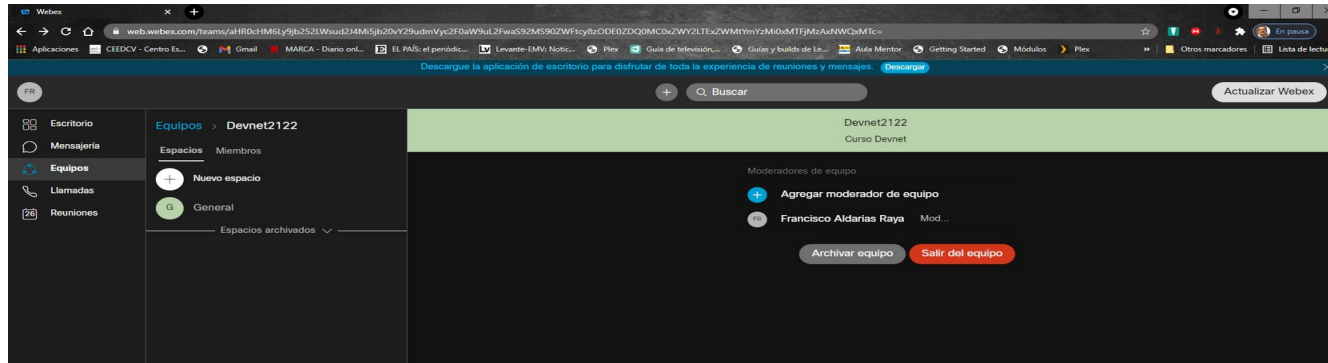 Webex
web.webex.com/teams/
Aplicaciones CEEDCV - Centro Es... Gmail MARCA - Diario onl... EL PAÍS: el periódic... Levante-EMV: Notic... Plex Guía de televisión,... Guías y builds de Le... Aula Mentor Getting Started Módulos Plex » Otros marcadores Lista de lectu
En pausa
Descargue la aplicación de escritorio para disfrutar de toda la experiencia de reuniones y mensajes. Descargar
FR
Buscar
Actualizar Webex
Escritorio
Mensajería
Equipos
Llamadas
26 Reuniones
Equipos > Devnet2122
Espacios Miembros
Nuevo espacio
G General
Espacios archivados
Devnet2122
Curso Devnet
Moderadores de equipo
Agregar moderador de equipo
FR Francisco Aldarias Raya Mod...
Archivar equipo Salir del equipo